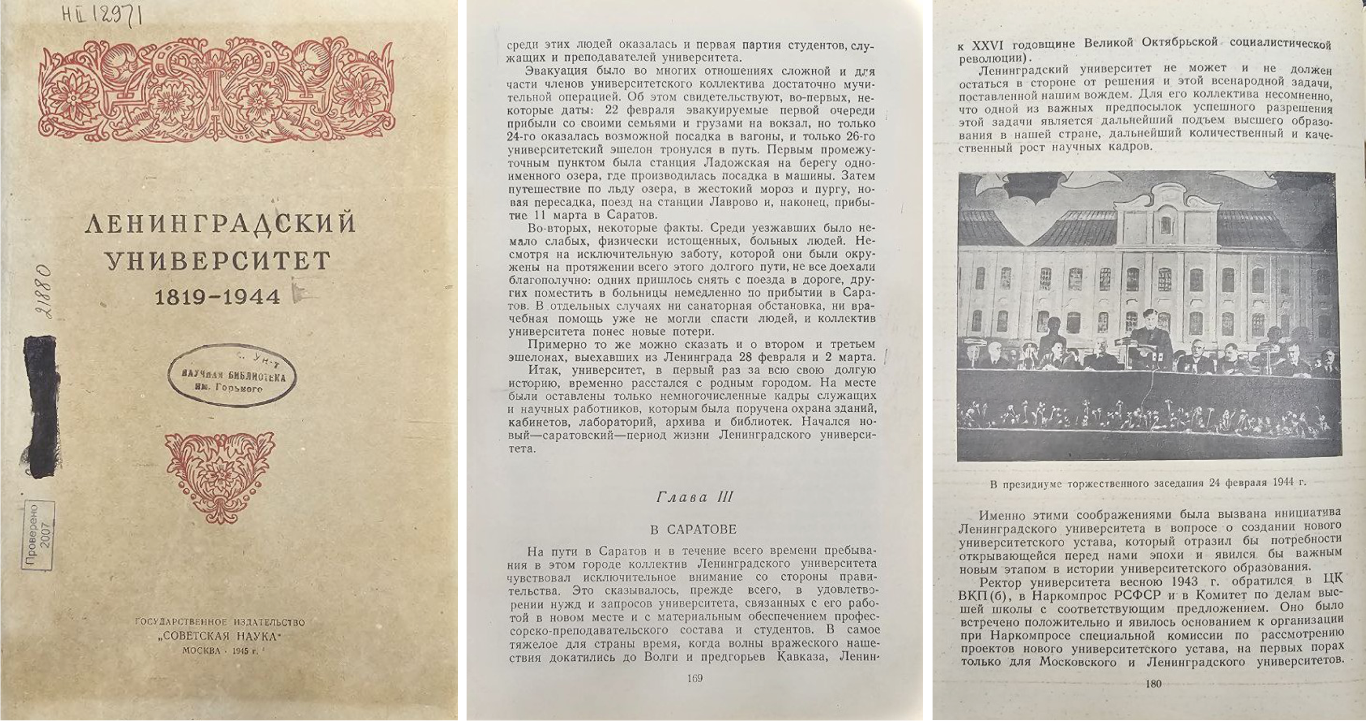 НII 12971
ЛЕНИНГРАДСКИЙ
УНИВЕРСИТЕТ
1819-1944
21880
с. Ун-т
НАУЧНАЯ БИБЛИОТЕКА
им. Горького
Проверено
2007
ГОСУДАРСТВЕННОЕ ИЗДАТЕЛЬСТВО
„СОВЕТСКАЯ НАУКА“
МОСКВА · 1945 г.
среди этих людей оказалась и первая партия студентов, слу-
жащих и преподавателей университета.
Эвакуация было во многих отношениях сложной и для
части членов университетского коллектива достаточно мучи-
тельной операцией. Об этом свидетельствуют, во-первых, не-
которые даты: 22 февраля эвакуируемые первой очереди
прибыли со своими семьями и грузами на вокзал, но только
24-го оказалась возможной посадка в вагоны, и только 26-го
университетский эшелон тронулся в путь. Первым промежу-
точным пунктом была станция Ладожская на берегу одно-
именного озера, где производилась посадка в машины. Затем
путешествие по льду озера, в жестокий мороз и пургу, но-
вая пересадка, поезд на станции Лаврово и, наконец, прибы-
тие 11 марта в Саратов.
Во-вторых, некоторые факты. Среди уезжавших было не-
мало слабых, физически истощенных, больных людей. Не-
смотря на исключительную заботу, которой они были окру-
жены на протяжении всего этого долгого пути, не все доехали
благополучно: одних пришлось снять с поезда в дороге, дру-
гих поместить в больницы немедленно по прибытии в Сара-
тов. В отдельных случаях ни санаторная обстановка, ни вра-
чебная помощь уже не могли спасти людей, и коллектив
университета понес новые потери.
Примерно то же можно сказать и о втором и третьем
эшелонах, выехавших из Ленинграда 28 февраля и 2 марта.
Итак, университет, в первый раз за всю свою долгую
историю, временно расстался с родным городом. На месте
были оставлены только немногочисленные кадры служащих
и научных работников, которым была поручена охрана зданий,
кабинетов, лабораторий, архива и библиотек. Начался но-
вый—саратовский—период жизни Ленинградского универси-
тета.
Глава III
В САРАТОВЕ
На пути в Саратов и в течение всего времени пребыва-
ния в этом городе коллектив Ленинградского университета
чувствовал исключительное внимание со стороны прави-
тельства. Это сказывалось, прежде всего, в удовлетво-
рении нужд и запросов университета, связанных с его рабо-
той в новом месте и с материальным обеспечением профес-
сорско-преподавательского состава и студентов. В самое
тяжелое для страны время, когда волны вражеского наше-
ствия докатились до Волги и предгорьев Кавказа, Ленин-
169
к XXVI годовщине Великой Октябрьской социалистической
революции).
Ленинградский университет не может и не должен
остаться в стороне от решения и этой всенародной задачи,
поставленной нашим вождем. Для его коллектива несомненно,
что одной из важных предпосылок успешного разрешения
этой задачи является дальнейший подъем высшего образо-
вания в нашей стране, дальнейший количественный и каче-
ственный рост научных кадров.
В президиуме торжественного заседания 24 февраля 1944 г.
Именно этими соображениями была вызвана инициатива
Ленинградского университета в вопросе о создании нового
университетского устава, который отразил бы потребности
открывающейся перед нами эпохи и явился бы важным
новым этапом в истории университетского образования.
Ректор университета весною 1943 г. обратился в ЦК
ВКП(б), в Наркомпрос РСФСР и в Комитет по делам выс-
шей школы с соответствующим предложением. Оно было
встречено положительно и явилось основанием к организации
при Наркомпросе специальной комиссии по рассмотрению
проектов нового университетского устава, на первых порах
только для Московского и Ленинградского университетов.
180